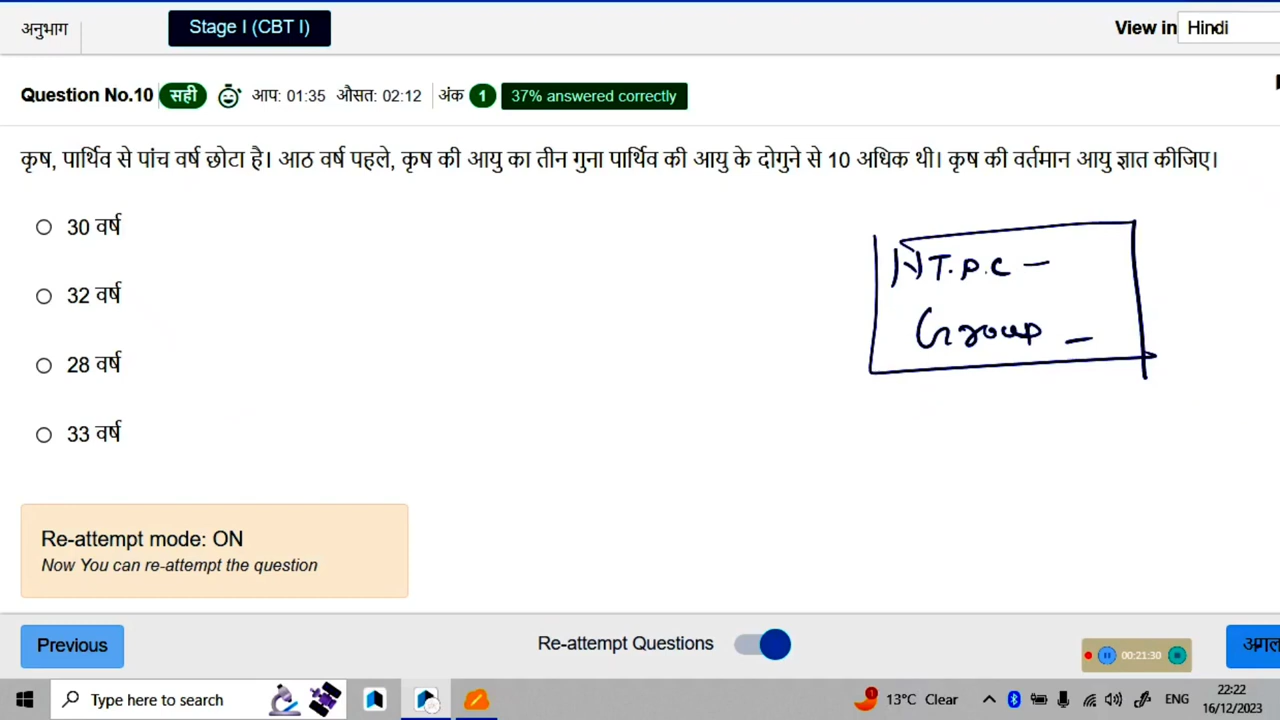 अनुभाग
Stage I (CBT I)
View in Hindi
Question No.10 सही आप: 01:35 औसत: 02:12 अंक 1 37% answered correctly
कृष, पार्थिव से पांच वर्ष छोटा है। आठ वर्ष पहले, कृष की आयु का तीन गुना पार्थिव की आयु के दोगुने से 10 अधिक थी। कृष की वर्तमान आयु ज्ञात कीजिए।
30 वर्ष
32 वर्ष
28 वर्ष
33 वर्ष
N T.P.C –
Group –
Re-attempt mode: ON
Now You can re-attempt the question
Previous
Re-attempt Questions
00:21:30
Type here to search
1
13°C Clear
ENG
22:22
16/12/2023